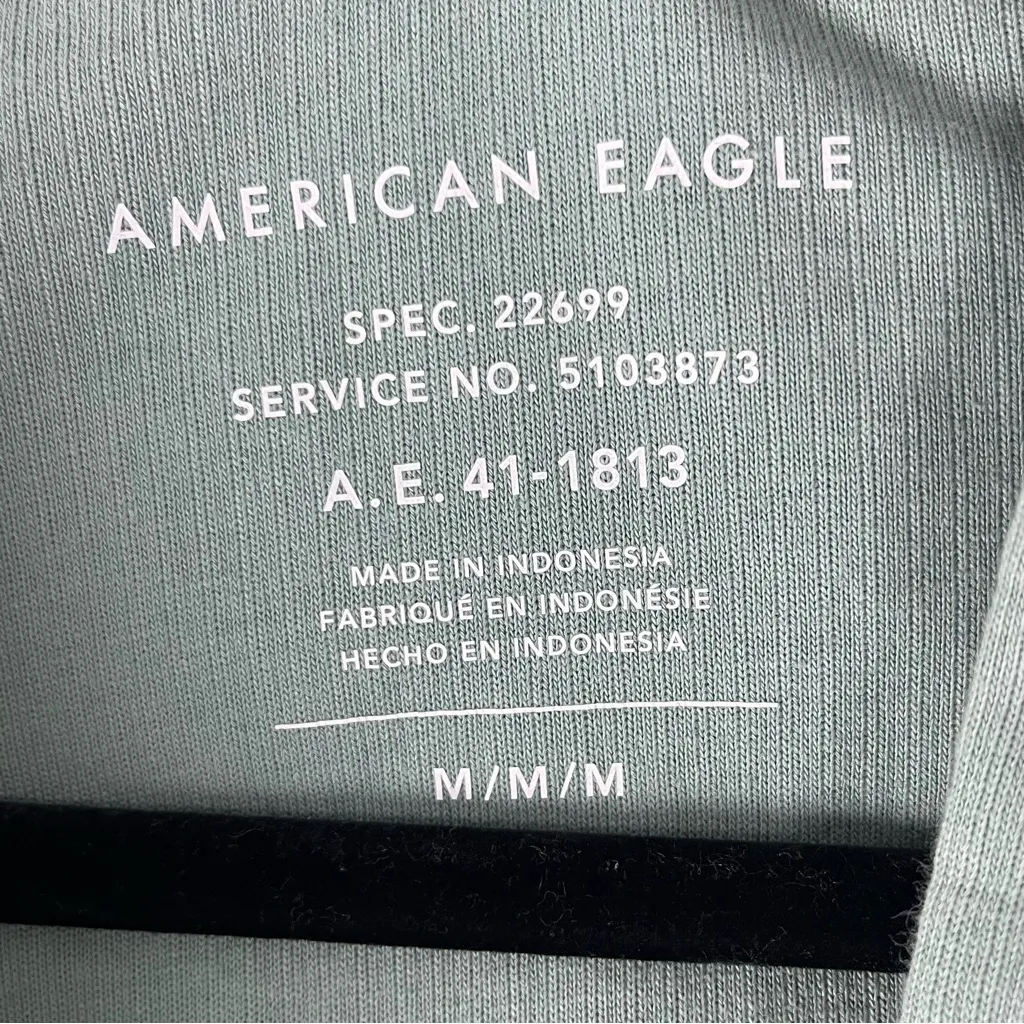 AMERICAN EAGLE
SPEC. 22699
SERVICE NO. 5103873
A.E. 41-1813
MADE IN INDONESIA
FABRIQUÉ EN INDONÉSIE
HECHO EN INDONESIA
M/M/M